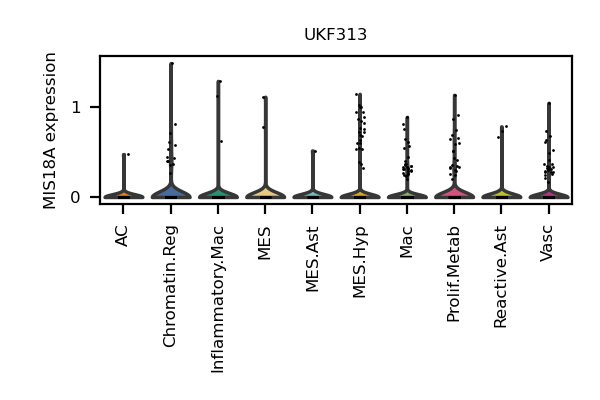 UKF313
MIS18A expression
1
0
AC
Chromatin.Reg
Inflammatory.Mac
MES
MES.Ast
MES.Hyp
Mac
Prolif.Metab
Reactive.Ast
Vasc